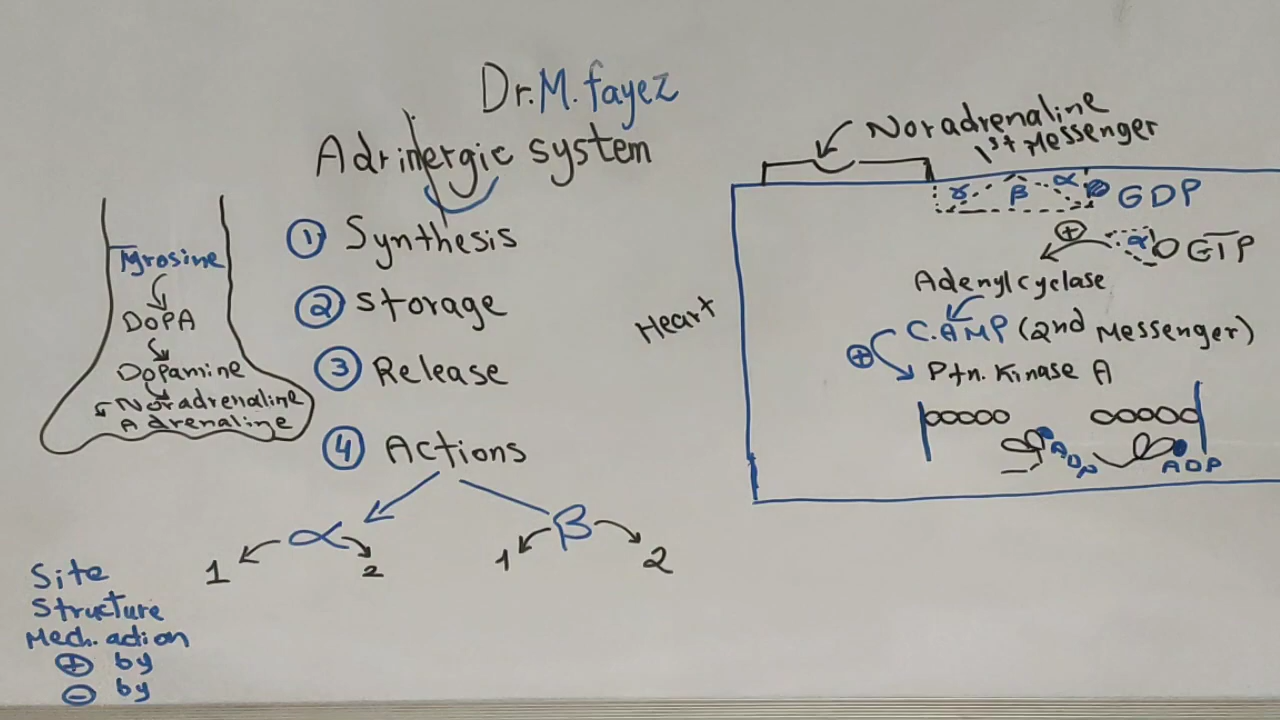 Dr. M. fayez
Adrinergic system
① Synthesis
② Storage
③ Release
④ Actions
α
1
2
β
1
2
Tyrosine
DOPA
Dopamine
Noradrenaline
Adrenaline
Site
Structure
Mech. action
⊕ by
⊖ by
Heart
Noradrenaline
1st Messenger
γ β α GDP
⊕ α GTP
Adenyl cyclase
C.AMP (2nd Messenger)
⊕ Ptn. Kinase A
ADP